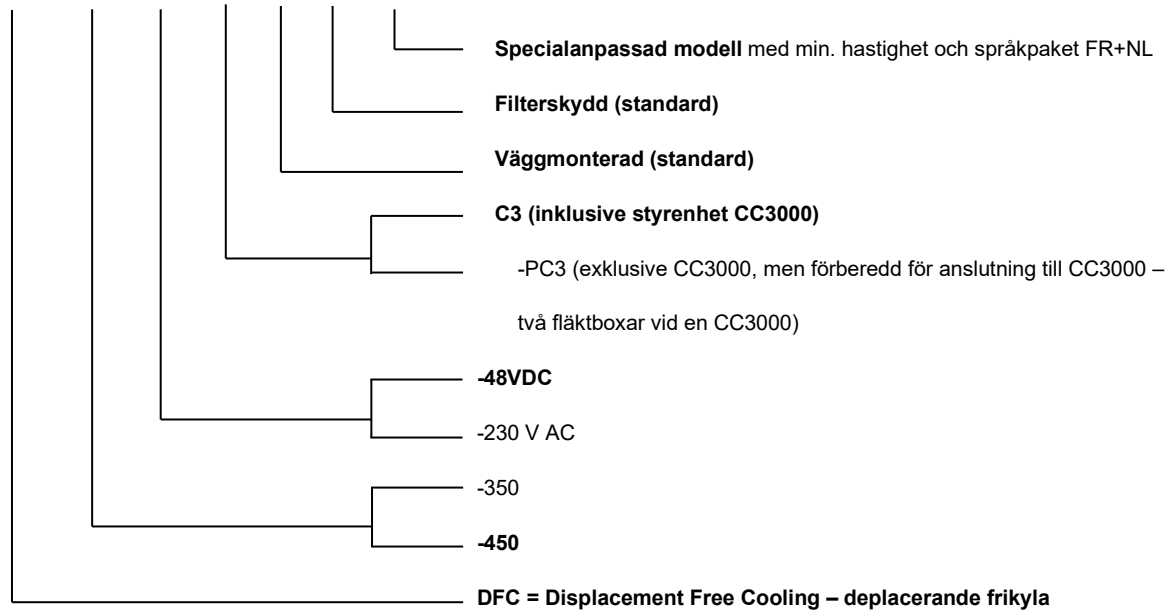 Specialanpassad modell med min. hastighet och språkpaket FR+NL
Filterskydd (standard)
Väggmonterad (standard)
C3 (inklusive styrenhet CC3000)
-PC3 (exklusive CC3000, men förberedd för anslutning till CC3000 –
två fläktboxar vid en CC3000)
-48VDC
-230 V AC
-350
-450
DFC = Displacement Free Cooling – deplacerande frikyla